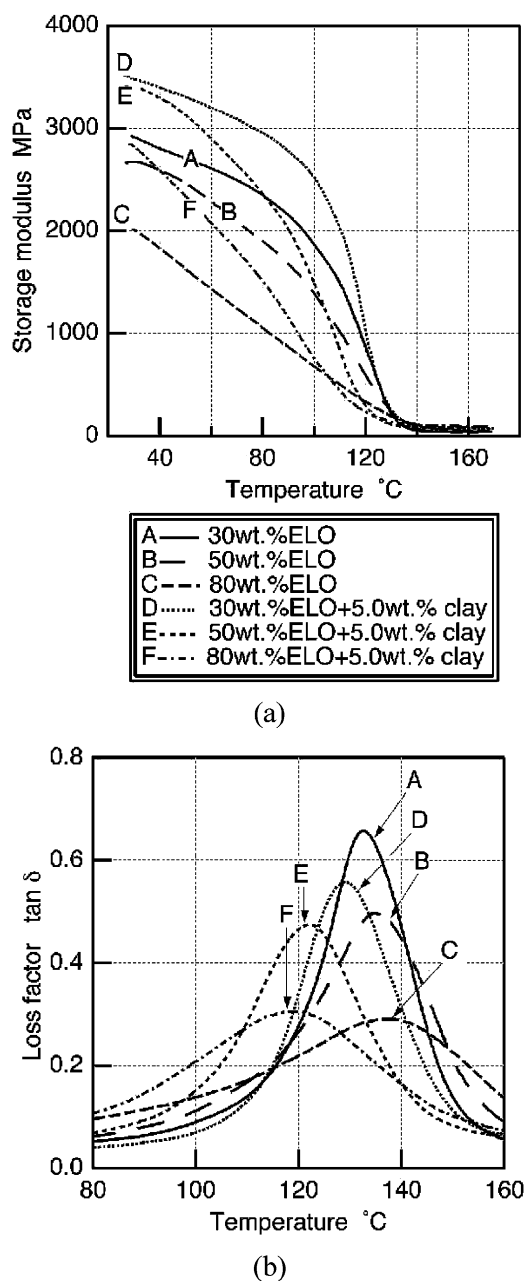 4000
3000
2000
1000
0
Storage modulus MPa
D
E
A
B
F
C
40 80 120 160
Temperature °C
A 30wt.%ELO
B 50wt.%ELO
C 80wt.%ELO
D 30wt.%ELO+5.0wt.% clay
E 50wt.%ELO+5.0wt.% clay
F 80wt.%ELO+5.0wt.% clay
(a)
0.8
0.6
0.4
0.2
0.0
Loss factor tan δ
A
D
B
E
F
C
80 100 120 140 160
Temperature °C
(b)